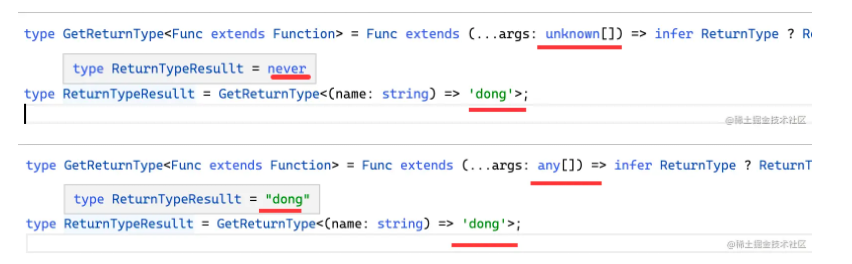 type GetReturnType<Func extends Function> = Func extends (...args: unknown[]) => infer ReturnType ? R
type ReturnTypeResullt = never
type ReturnTypeResullt = GetReturnType<(name: string) => 'dong'>;
@稀土掘金技术社区
type GetReturnType<Func extends Function> = Func extends (...args: any[]) => infer ReturnType ? ReturnT
type ReturnTypeResullt = "dong"
type ReturnTypeResullt = GetReturnType<(name: string) => 'dong'>;
@稀土掘金技术社区